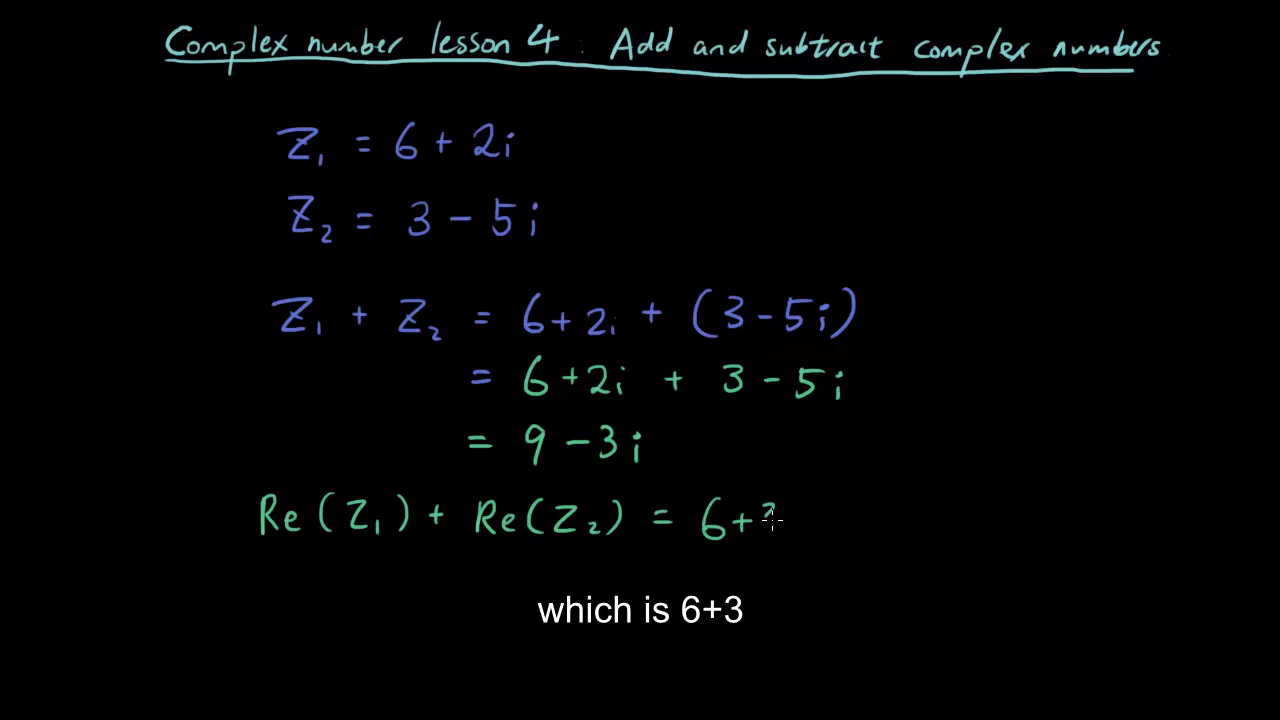 Complex number lesson 4 : Add and subtract complex numbers
Z₁ = 6 + 2i
Z₂ = 3 - 5i
Z₁ + Z₂ = 6 + 2i + (3 - 5i)
= 6 + 2i + 3 - 5i
= 9 - 3i
Re(Z₁) + Re(Z₂) = 6+
which is 6+3